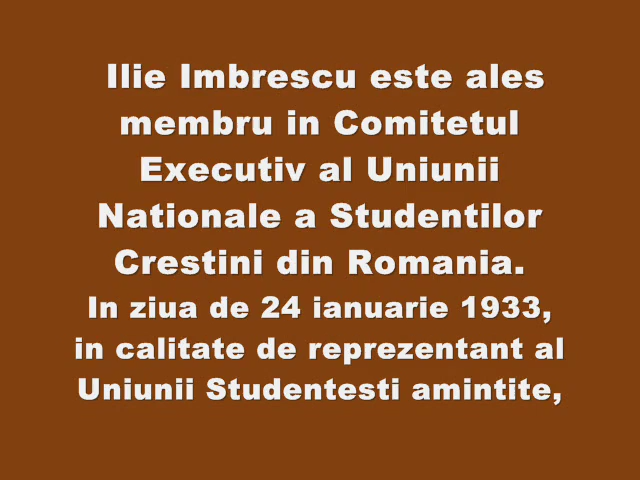 Ilie Imbrescu este ales
membru in Comitetul
Executiv al Uniunii
Nationale a Studentilor
Crestini din Romania.
In ziua de 24 ianuarie 1933,
in calitate de reprezentant al
Uniunii Studentesti amintite,